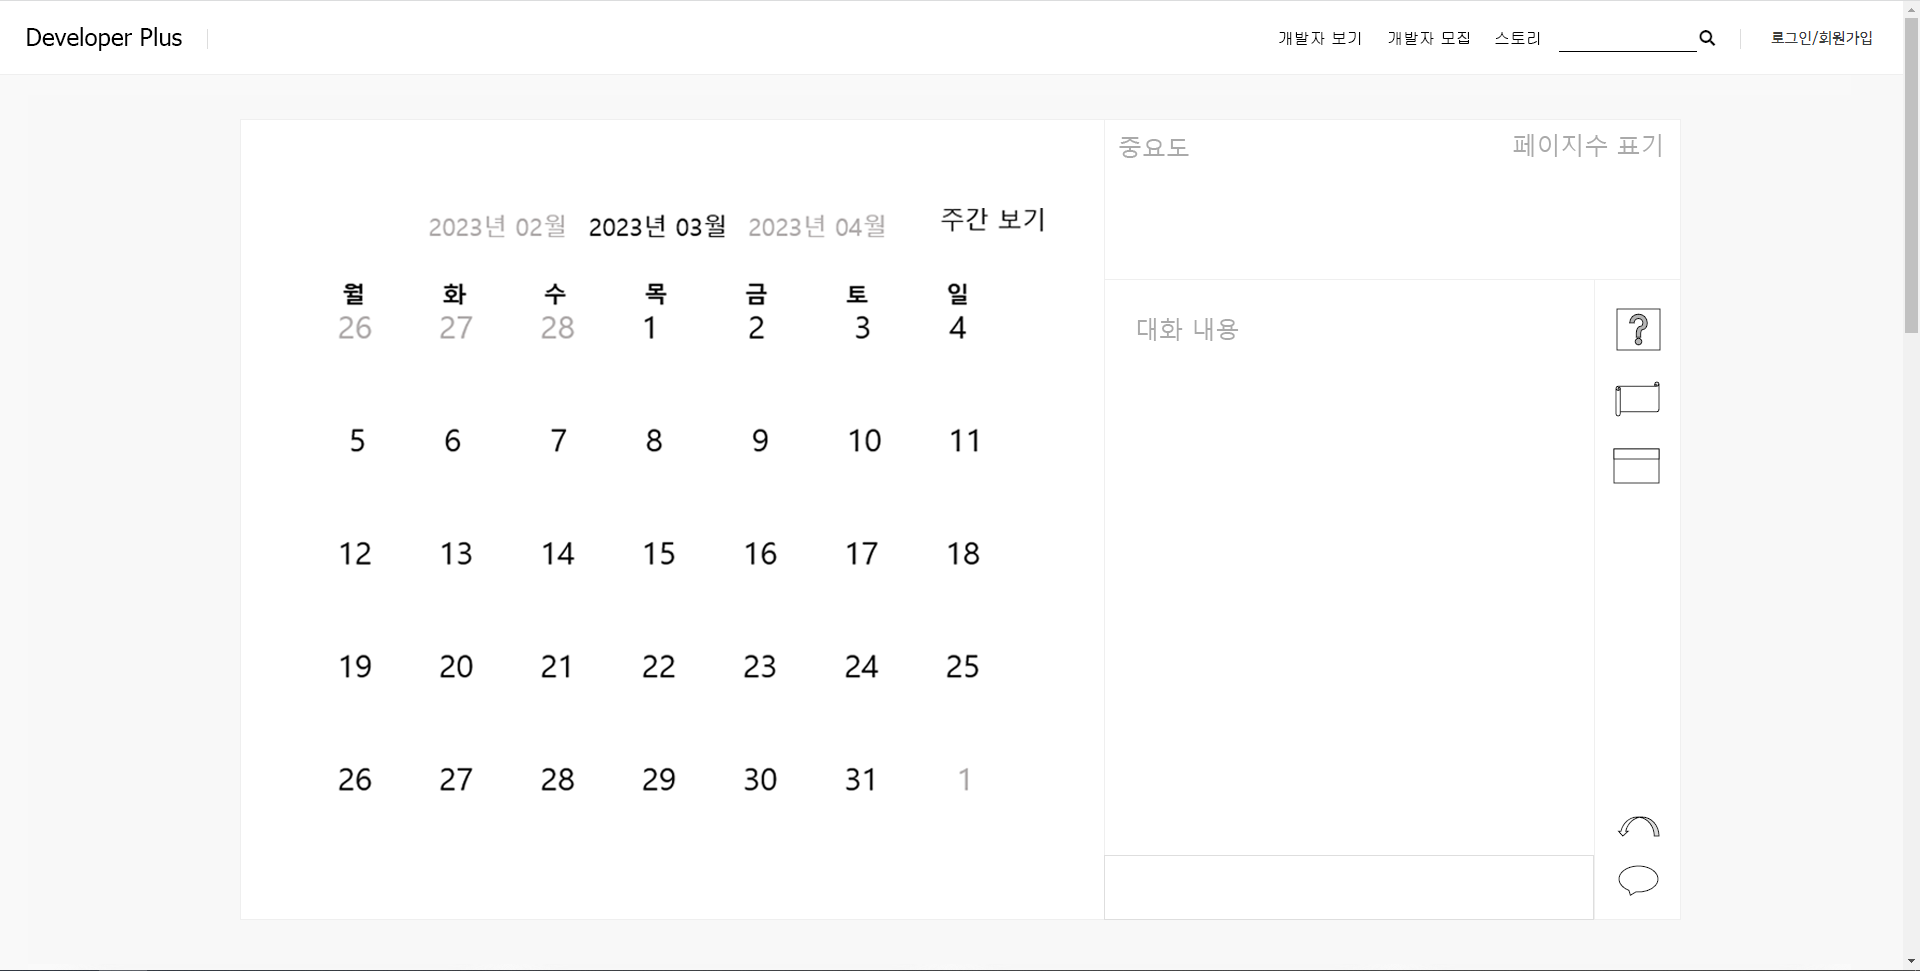 Developer Plus
개발자 보기 개발자 모집 스토리 로그인/회원가입
2023년 02월 2023년 03월 2023년 04월 주간 보기
월 화 수 목 금 토 일
26 27 28 1 2 3 4
5 6 7 8 9 10 11
12 13 14 15 16 17 18
19 20 21 22 23 24 25
26 27 28 29 30 31 1
중요도 페이지수 표기
대화 내용
?